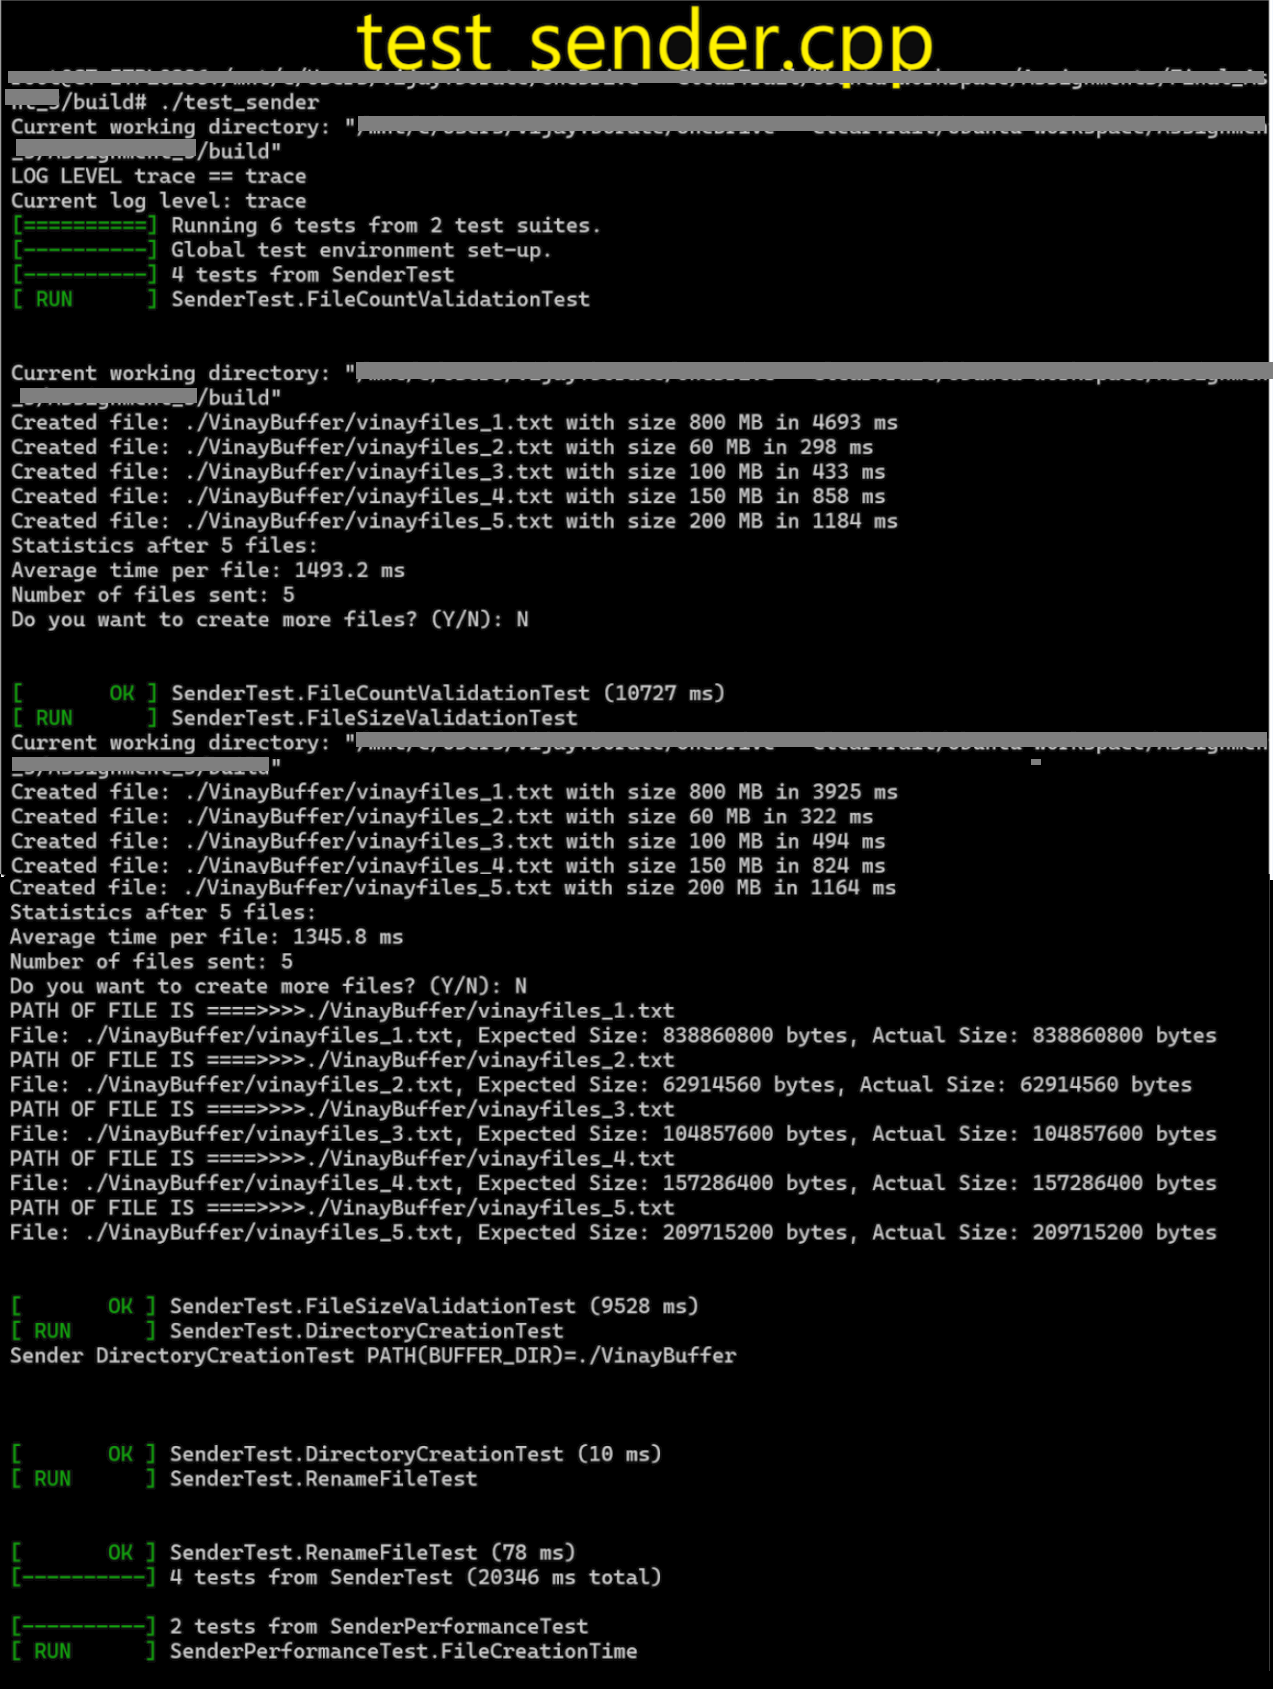 test_sender.cpp
/build# ./test_sender
Current working directory: "
/build"
LOG LEVEL trace == trace
Current log level: trace
[==========] Running 6 tests from 2 test suites.
[----------] Global test environment set-up.
[----------] 4 tests from SenderTest
[ RUN      ] SenderTest.FileCountValidationTest
Current working directory: "
/build"
Created file: ./VinayBuffer/vinayfiles_1.txt with size 800 MB in 4693 ms
Created file: ./VinayBuffer/vinayfiles_2.txt with size 60 MB in 298 ms
Created file: ./VinayBuffer/vinayfiles_3.txt with size 100 MB in 433 ms
Created file: ./VinayBuffer/vinayfiles_4.txt with size 150 MB in 858 ms
Created file: ./VinayBuffer/vinayfiles_5.txt with size 200 MB in 1184 ms
Statistics after 5 files:
Average time per file: 1493.2 ms
Number of files sent: 5
Do you want to create more files? (Y/N): N
[       OK ] SenderTest.FileCountValidationTest (10727 ms)
[ RUN      ] SenderTest.FileSizeValidationTest
Current working directory: "
"
Created file: ./VinayBuffer/vinayfiles_1.txt with size 800 MB in 3925 ms
Created file: ./VinayBuffer/vinayfiles_2.txt with size 60 MB in 322 ms
Created file: ./VinayBuffer/vinayfiles_3.txt with size 100 MB in 494 ms
Created file: ./VinayBuffer/vinayfiles_4.txt with size 150 MB in 824 ms
Created file: ./VinayBuffer/vinayfiles_5.txt with size 200 MB in 1164 ms
Statistics after 5 files:
Average time per file: 1345.8 ms
Number of files sent: 5
Do you want to create more files? (Y/N): N
PATH OF FILE IS ====>>>>./VinayBuffer/vinayfiles_1.txt
File: ./VinayBuffer/vinayfiles_1.txt, Expected Size: 838860800 bytes, Actual Size: 838860800 bytes
PATH OF FILE IS ====>>>>./VinayBuffer/vinayfiles_2.txt
File: ./VinayBuffer/vinayfiles_2.txt, Expected Size: 62914560 bytes, Actual Size: 62914560 bytes
PATH OF FILE IS ====>>>>./VinayBuffer/vinayfiles_3.txt
File: ./VinayBuffer/vinayfiles_3.txt, Expected Size: 104857600 bytes, Actual Size: 104857600 bytes
PATH OF FILE IS ====>>>>./VinayBuffer/vinayfiles_4.txt
File: ./VinayBuffer/vinayfiles_4.txt, Expected Size: 157286400 bytes, Actual Size: 157286400 bytes
PATH OF FILE IS ====>>>>./VinayBuffer/vinayfiles_5.txt
File: ./VinayBuffer/vinayfiles_5.txt, Expected Size: 209715200 bytes, Actual Size: 209715200 bytes
[       OK ] SenderTest.FileSizeValidationTest (9528 ms)
[ RUN      ] SenderTest.DirectoryCreationTest
Sender DirectoryCreationTest PATH(BUFFER_DIR)=./VinayBuffer
[       OK ] SenderTest.DirectoryCreationTest (10 ms)
[ RUN      ] SenderTest.RenameFileTest
[       OK ] SenderTest.RenameFileTest (78 ms)
[----------] 4 tests from SenderTest (20346 ms total)
[----------] 2 tests from SenderPerformanceTest
[ RUN      ] SenderPerformanceTest.FileCreationTime